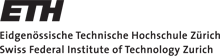 ETH
Eidgenössische Technische Hochschule Zürich
Swiss Federal Institute of Technology Zurich